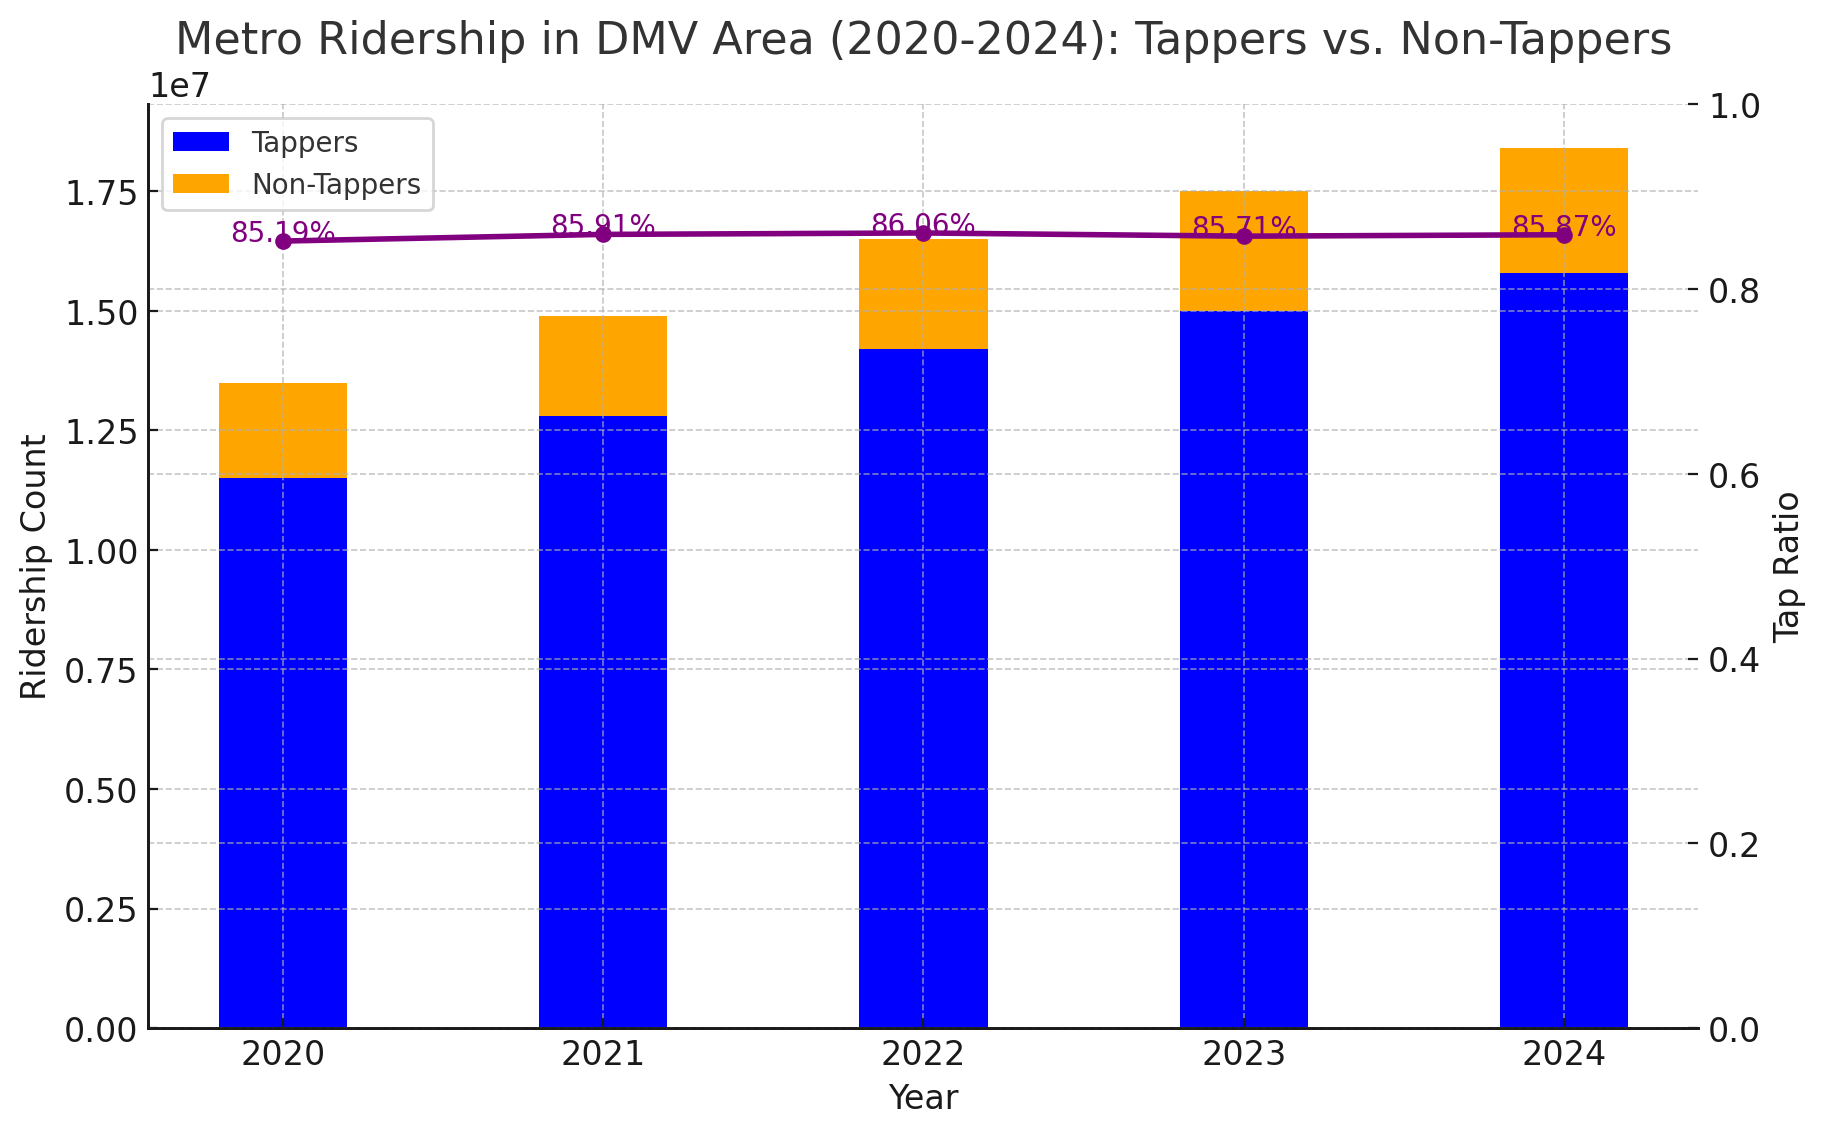 Metro Ridership in DMV Area (2020-2024): Tappers vs. Non-Tappers
1e7
Tappers
Non-Tappers
85.19%
85.91%
86.06%
85.71%
85.87%
1.75
1.50
1.25
1.00
0.75
0.50
0.25
0.00
Ridership Count
1.0
0.8
0.6
0.4
0.2
0.0
Tap Ratio
2020 2021 2022 2023 2024
Year